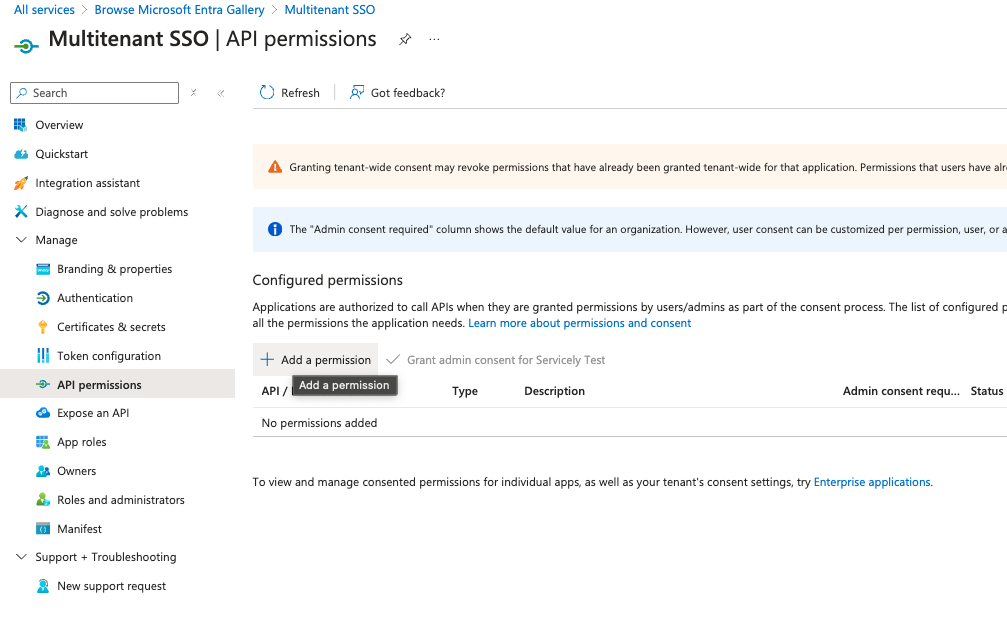 All services > Browse Microsoft Entra Gallery > Multitenant SSO
Multitenant SSO | API permissions
Search
Refresh
Got feedback?
Overview
Quickstart
Integration assistant
Diagnose and solve problems
Manage
Branding & properties
Authentication
Certificates & secrets
Token configuration
API permissions
Expose an API
App roles
Owners
Roles and administrators
Manifest
Support + Troubleshooting
New support request
Granting tenant-wide consent may revoke permissions that have already been granted tenant-wide for that application. Permissions that users have alr
The "Admin consent required" column shows the default value for an organization. However, user consent can be customized per permission, user, or a
Configured permissions
Applications are authorized to call APIs when they are granted permissions by users/admins as part of the consent process. The list of configured p
all the permissions the application needs. Learn more about permissions and consent
Add a permission
Grant admin consent for Servicely Test
Add a permission
API / Type Description Admin consent requ... Status
No permissions added
To view and manage consented permissions for individual apps, as well as your tenant's consent settings, try Enterprise applications.